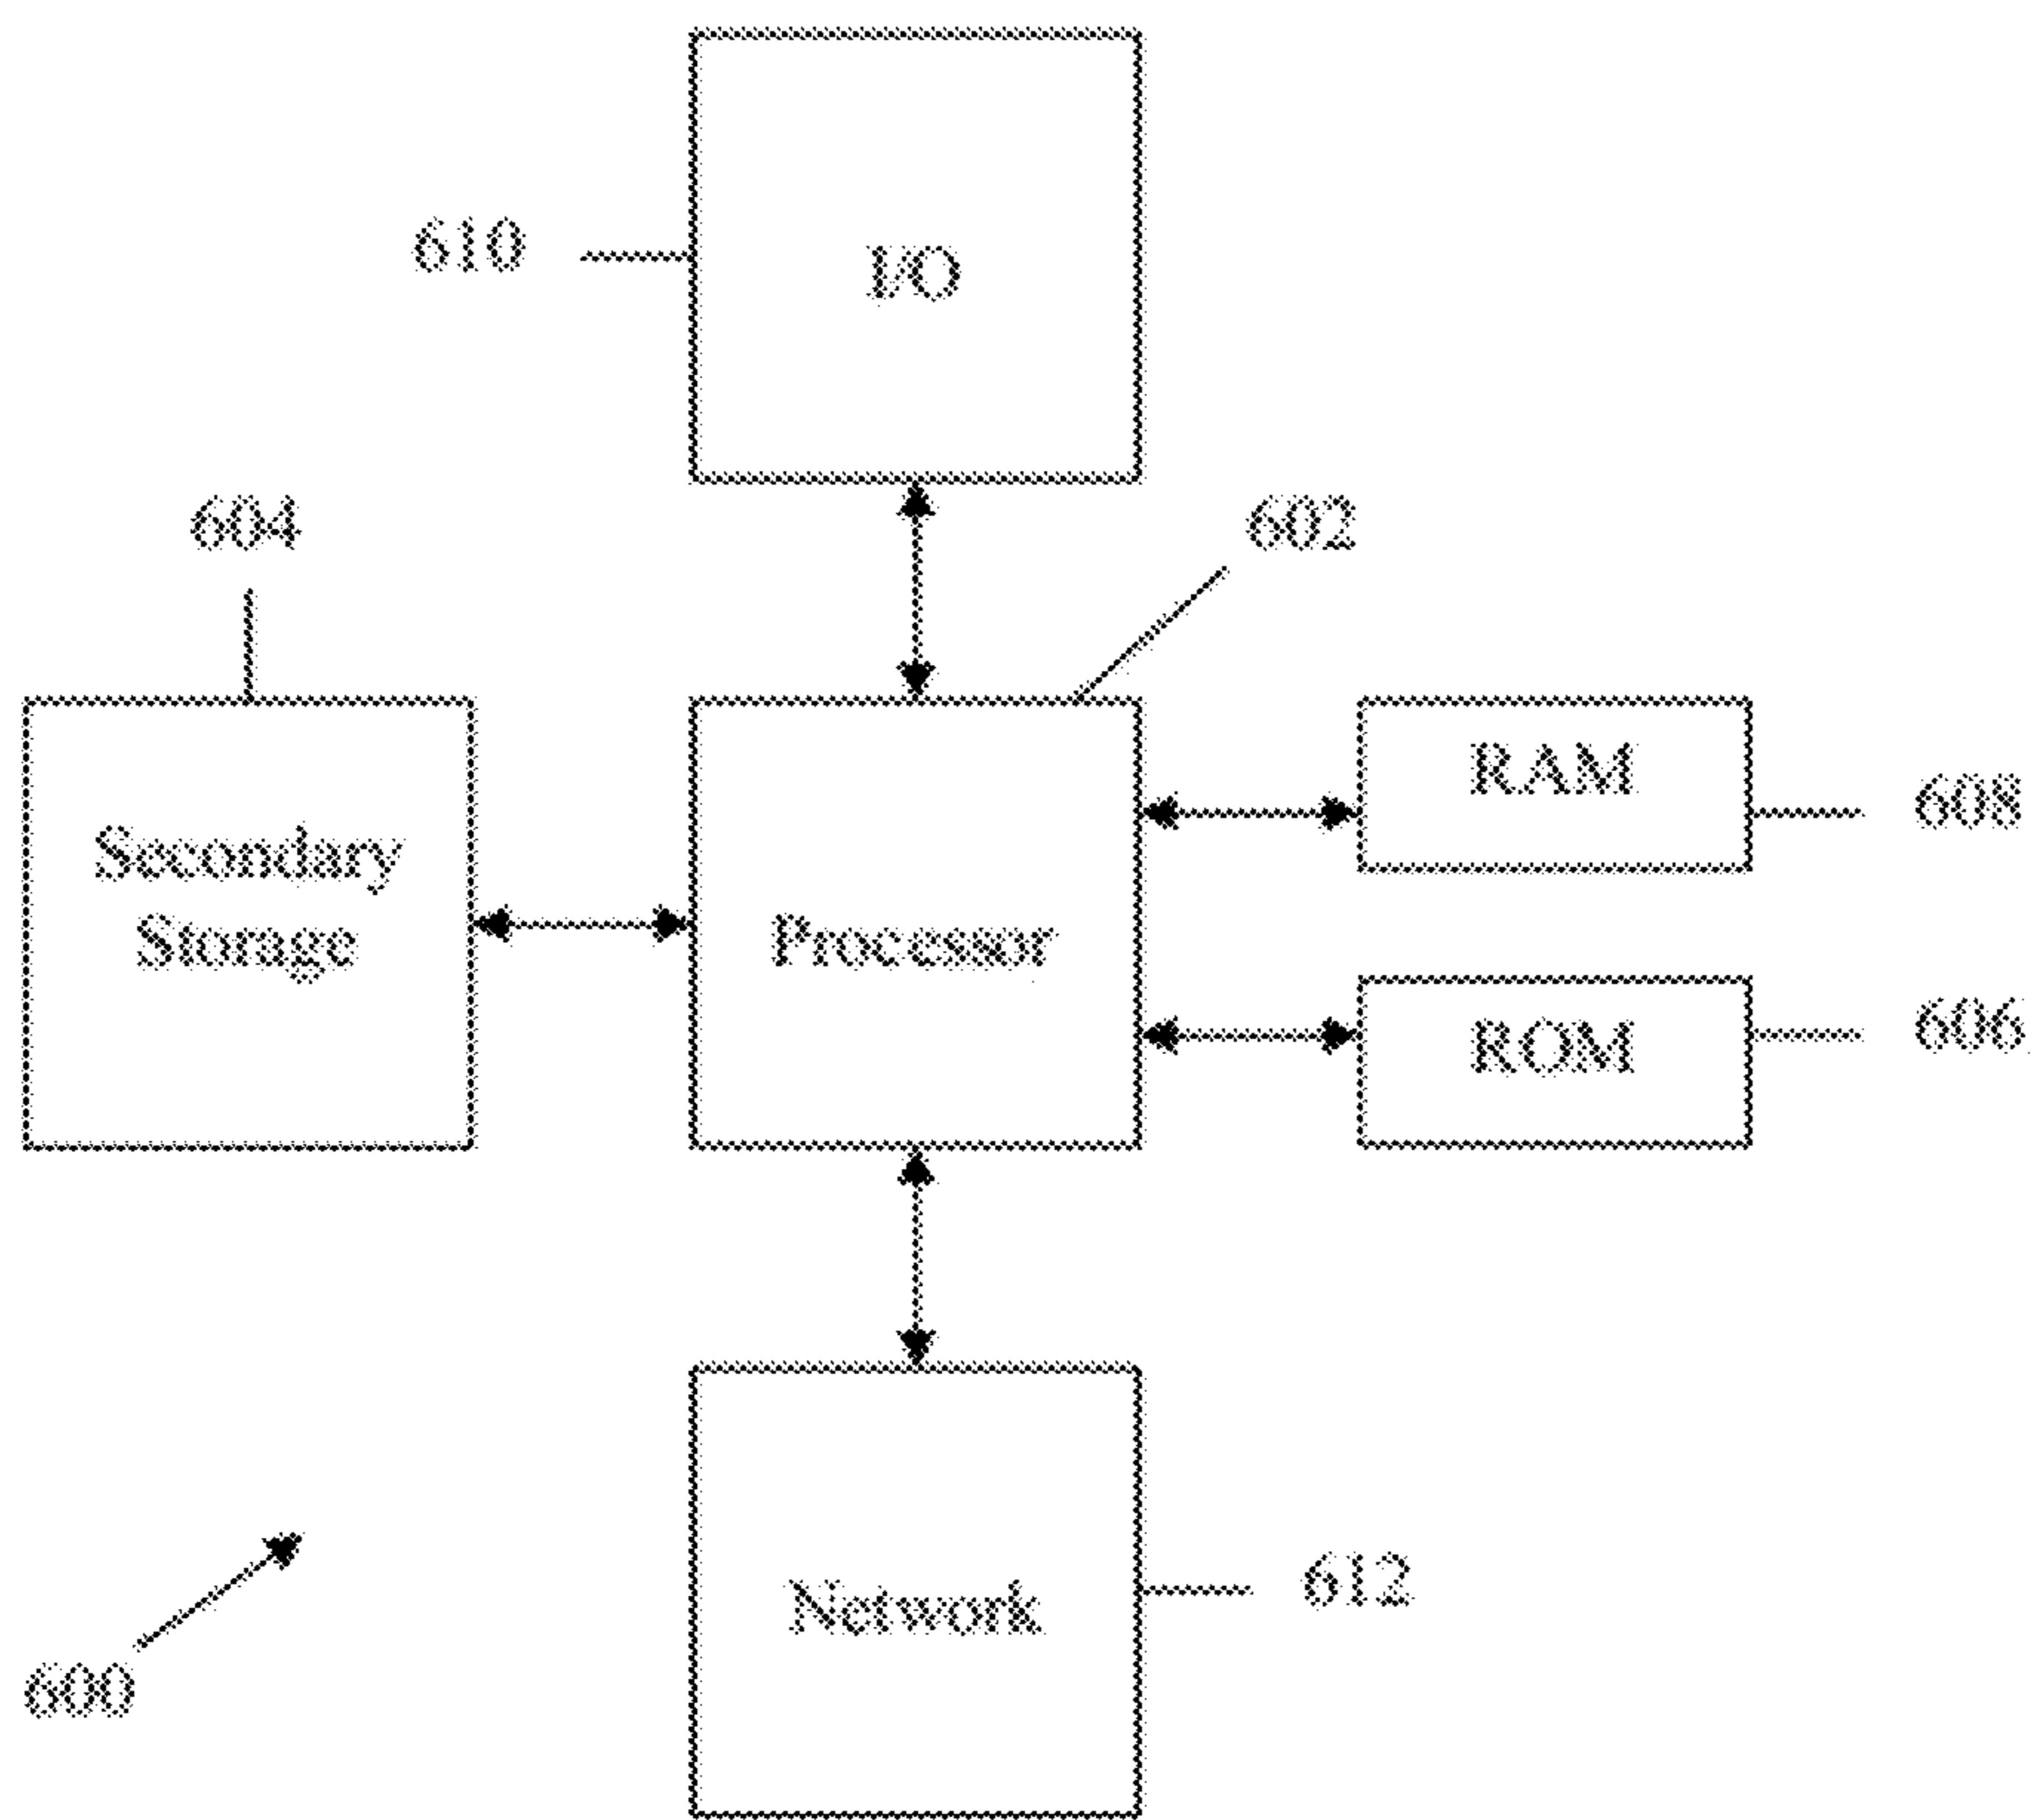 610
I/O
604
602
Secondary
Storage
Processor
RAM
608
ROM
606
Network
612
600